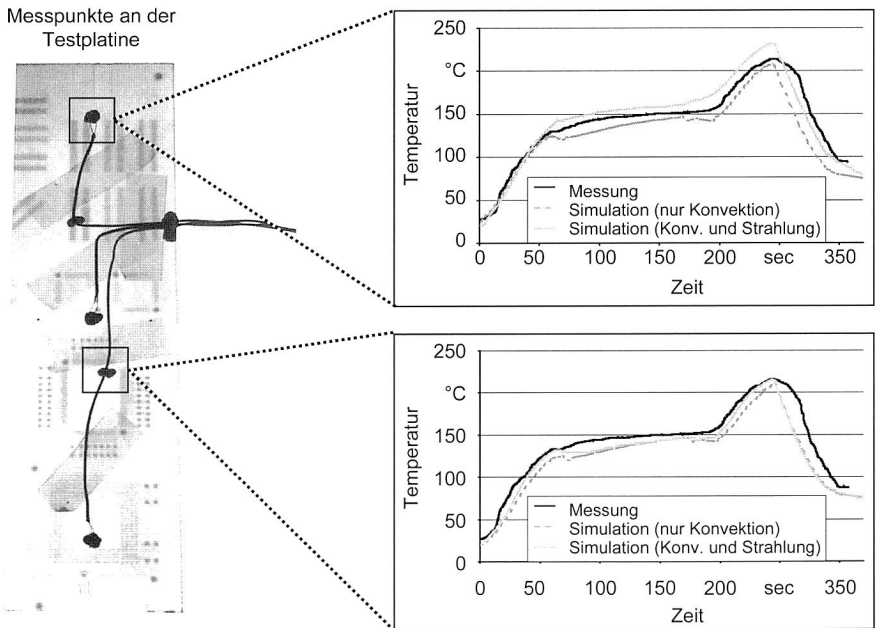 Messpunkte an der
Testplatine
250
°C
150
100
50
0
Temperatur
Messung
Simulation (nur Konvektion)
Simulation (Konv. und Strahlung)
0 50 100 150 200 sec 350
Zeit
250
°C
150
100
50
0
Temperatur
Messung
Simulation (nur Konvektion)
Simulation (Konv. und Strahlung)
0 50 100 150 200 sec 350
Zeit